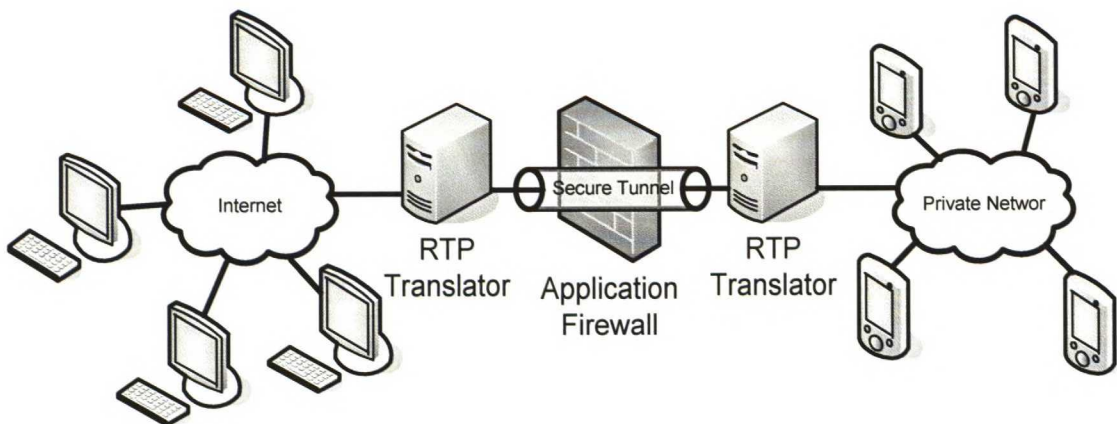 Internet
RTP
Translator
Secure Tunnel
Application
Firewall
RTP
Translator
Private Networ